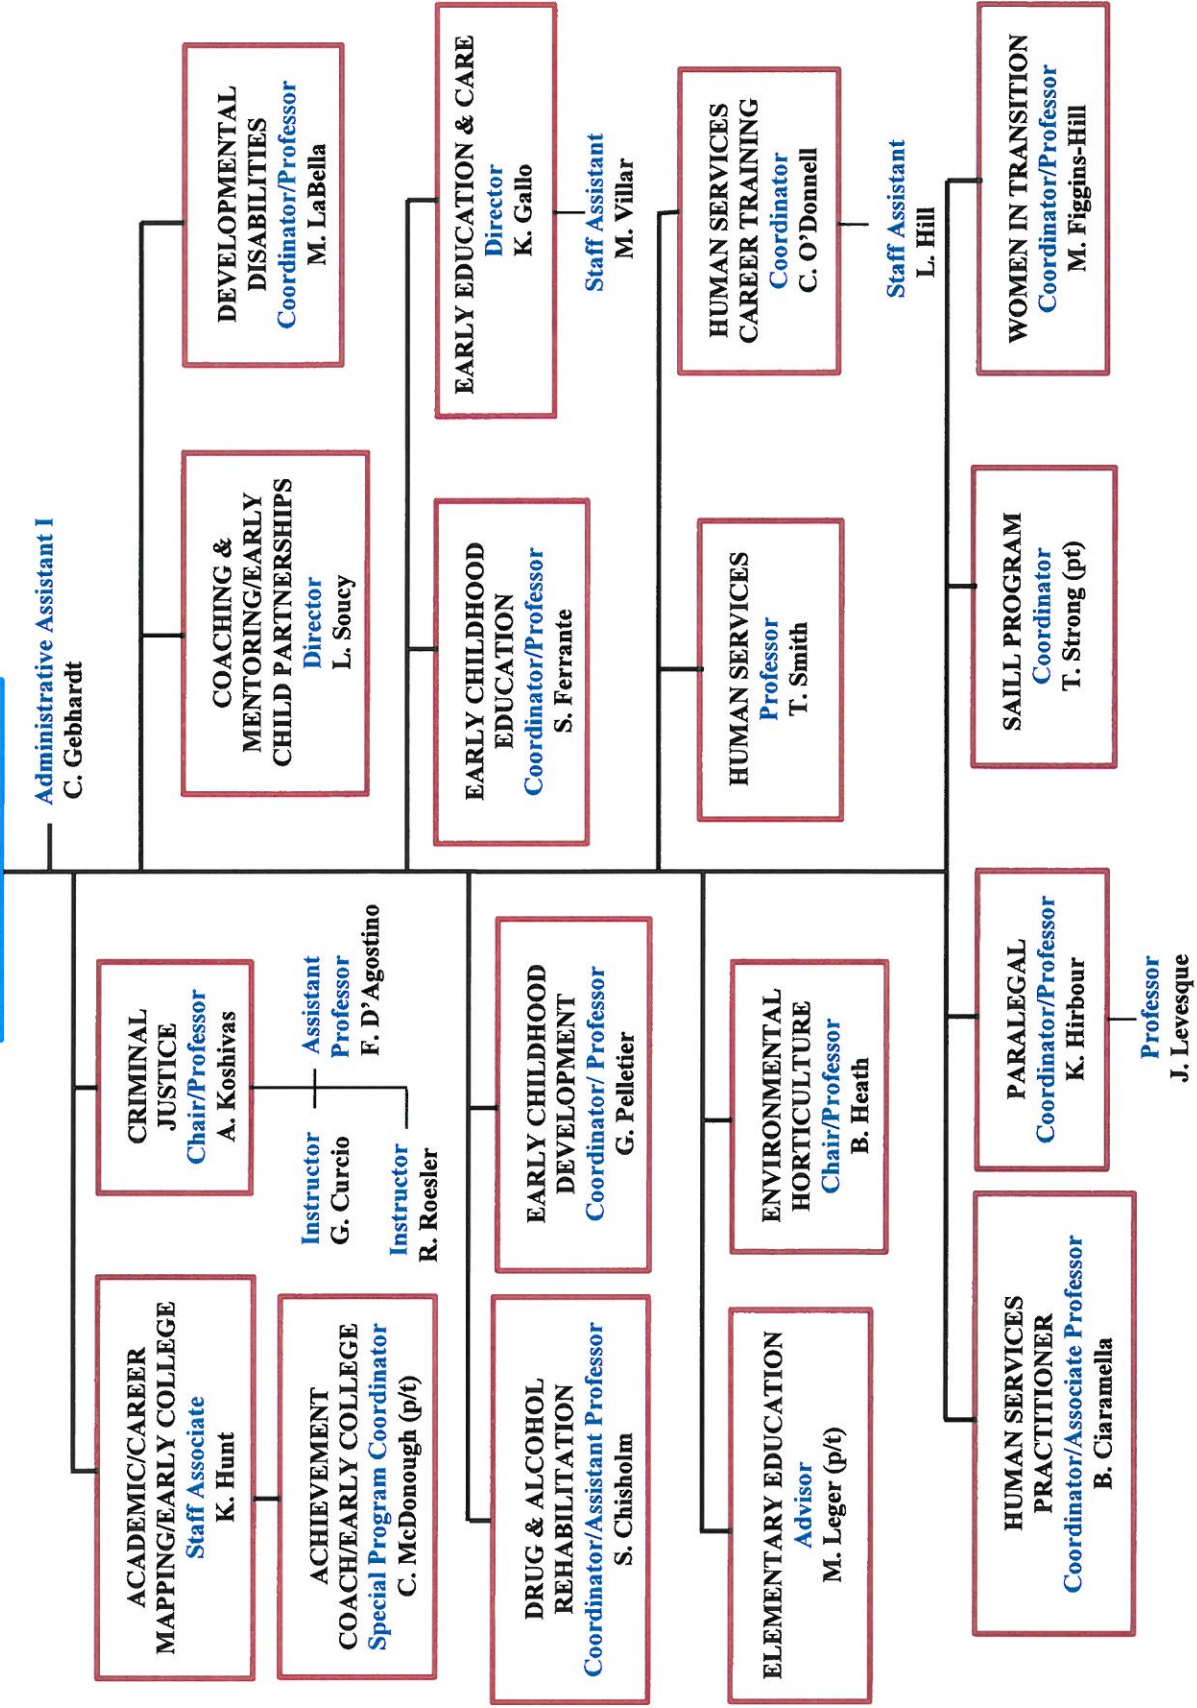 Administrative Assistant I
C. Gebhardt
ACADEMIC/CAREER
MAPPING/EARLY COLLEGE
Staff Associate
K. Hunt
ACHIEVEMENT
COACH/EARLY COLLEGE
Special Program Coordinator
C. McDonough (p/t)
CRIMINAL
JUSTICE
Chair/Professor
A. Koshivas
Instructor
G. Curcio
Assistant
Professor
F. D'Agostino
Instructor
R. Roesler
COACHING &
MENTORING/EARLY
CHILD PARTNERSHIPS
Director
L. Soucy
DEVELOPMENTAL
DISABILITIES
Coordinator/Professor
M. LaBella
DRUG & ALCOHOL
REHABILITATION
Coordinator/Assistant Professor
S. Chisholm
EARLY CHILDHOOD
DEVELOPMENT
Coordinator/ Professor
G. Pelletier
EARLY CHILDHOOD
EDUCATION
Coordinator/Professor
S. Ferrante
EARLY EDUCATION & CARE
Director
K. Gallo
Staff Assistant
M. Villar
ELEMENTARY EDUCATION
Advisor
M. Leger (p/t)
ENVIRONMENTAL
HORTICULTURE
Chair/Professor
B. Heath
HUMAN SERVICES
Professor
T. Smith
HUMAN SERVICES
CAREER TRAINING
Coordinator
C. O'Donnell
Staff Assistant
L. Hill
HUMAN SERVICES
PRACTITIONER
Coordinator/Associate Professor
B. Ciaramella
PARALEGAL
Coordinator/Professor
K. Hirbour
Professor
J. Levesque
SAILL PROGRAM
Coordinator
T. Strong (pt)
WOMEN IN TRANSITION
Coordinator/Professor
M. Figgins-Hill